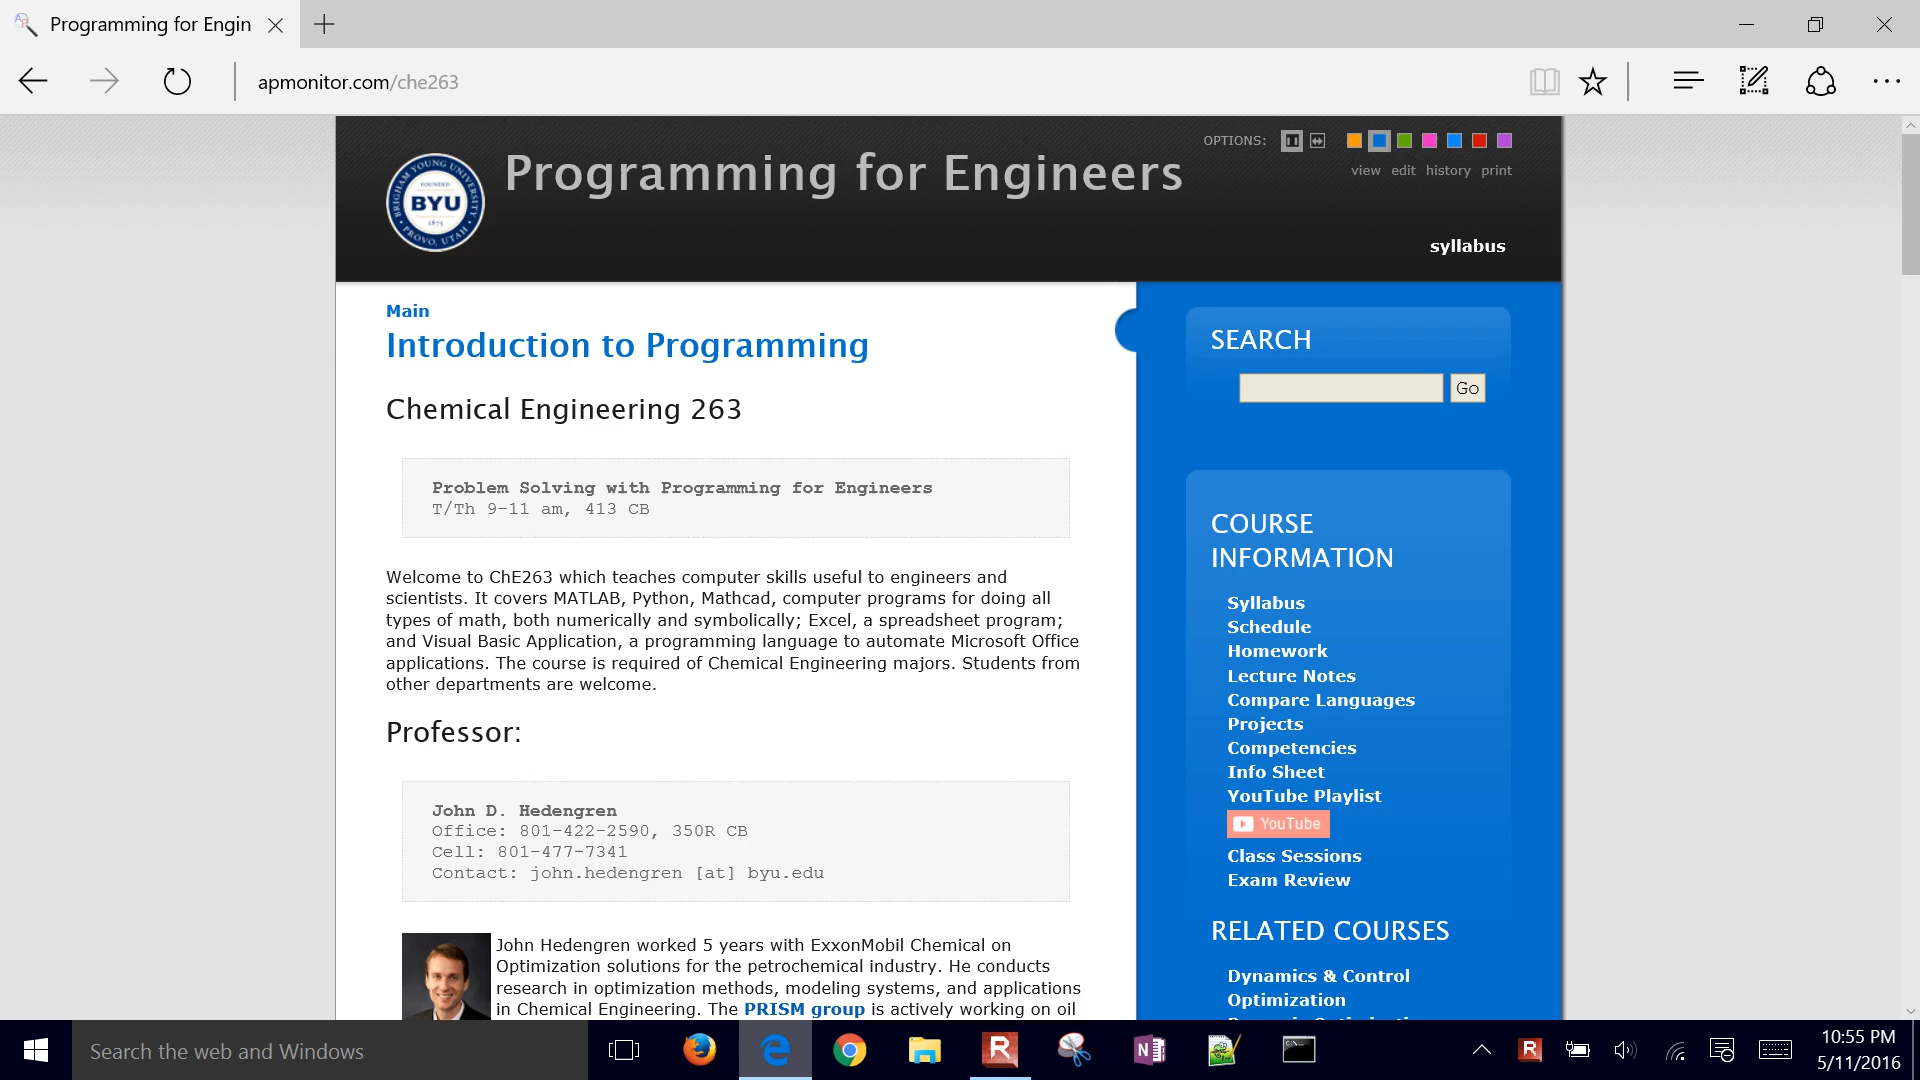 Programming for Engin
apmonitor.com/che263
OPTIONS:
view edit history print
BRIGHAM YOUNG UNIVERSITY
FOUNDED
BYU
1875
PROVO, UTAH
Programming for Engineers
syllabus
Main
Introduction to Programming
Chemical Engineering 263
Problem Solving with Programming for Engineers
T/Th 9-11 am, 413 CB
Welcome to ChE263 which teaches computer skills useful to engineers and
scientists. It covers MATLAB, Python, Mathcad, computer programs for doing all
types of math, both numerically and symbolically; Excel, a spreadsheet program;
and Visual Basic Application, a programming language to automate Microsoft Office
applications. The course is required of Chemical Engineering majors. Students from
other departments are welcome.
Professor:
John D. Hedengren
Office: 801-422-2590, 350R CB
Cell: 801-477-7341
Contact: john.hedengren [at] byu.edu
John Hedengren worked 5 years with ExxonMobil Chemical on
Optimization solutions for the petrochemical industry. He conducts
research in optimization methods, modeling systems, and applications
in Chemical Engineering. The PRISM group is actively working on oil
SEARCH
Go
COURSE
INFORMATION
Syllabus
Schedule
Homework
Lecture Notes
Compare Languages
Projects
Competencies
Info Sheet
YouTube Playlist
YouTube
Class Sessions
Exam Review
RELATED COURSES
Dynamics & Control
Optimization
Search the web and Windows
10:55 PM
5/11/2016